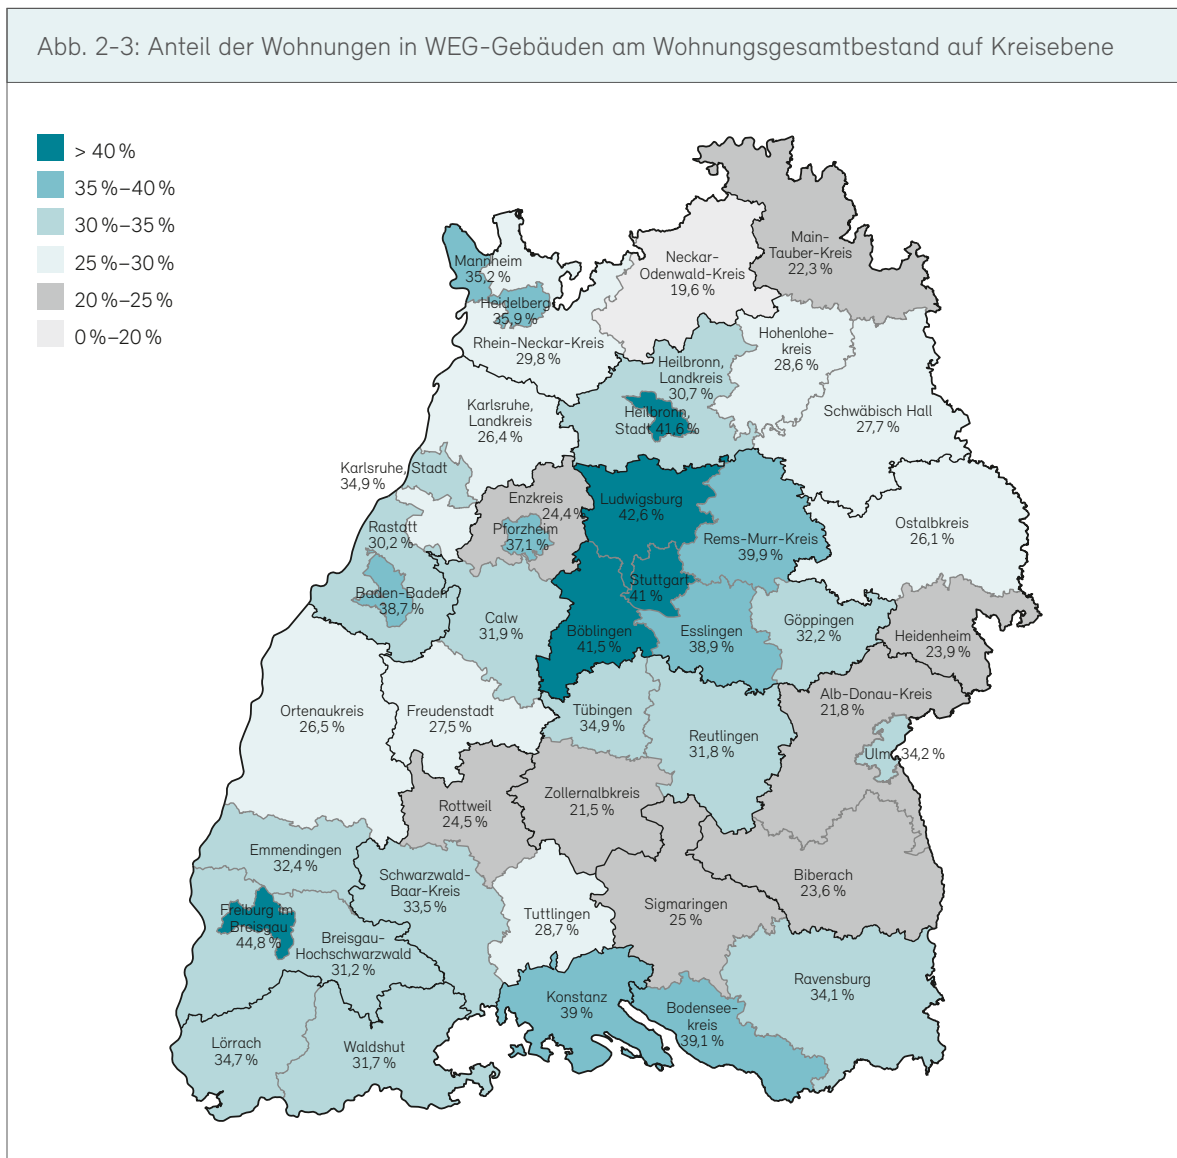 Abb. 2-3: Anteil der Wohnungen in WEG-Gebäuden am Wohnungsgesamtbestand auf Kreisebene
> 40 %
35 %–40 %
30 %–35 %
25 %–30 %
20 %–25 %
0 %–20 %
Main-
Tauber-Kreis
22,3 %
Neckar-
Odenwald-Kreis
19,6 %
Mannheim
35,2 %
Heidelberg
35,9 %
Rhein-Neckar-Kreis
29,8 %
Hohenlohe-
kreis
28,6 %
Heilbronn,
Landkreis
30,7 %
Heilbronn,
Stadt 41,6 %
Schwäbisch Hall
27,7 %
Karlsruhe,
Landkreis
26,4 %
Karlsruhe, Stadt
34,9 %
Enzkreis
24,4 %
Pforzheim
37,1 %
Ludwigsburg
42,6 %
Rems-Murr-Kreis
39,9 %
Ostalbkreis
26,1 %
Rastatt
30,2 %
Baden-Baden
38,7 %
Calw
31,9 %
Stuttgart
41 %
Böblingen
41,5 %
Esslingen
38,9 %
Göppingen
32,2 %
Heidenheim
23,9 %
Alb-Donau-Kreis
21,8 %
Ortenaukreis
26,5 %
Freudenstadt
27,5 %
Tübingen
34,9 %
Reutlingen
31,8 %
Ulm 34,2 %
Rottweil
24,5 %
Zollernalbkreis
21,5 %
Emmendingen
32,4 %
Schwarzwald-
Baar-Kreis
33,5 %
Biberach
23,6 %
Sigmaringen
25 %
Tuttlingen
28,7 %
Freiburg im
Breisgau
44,8 %
Breisgau-
Hochschwarzwald
31,2 %
Ravensburg
34,1 %
Konstanz
39 %
Bodensee-
kreis
39,1 %
Lörrach
34,7 %
Waldshut
31,7 %